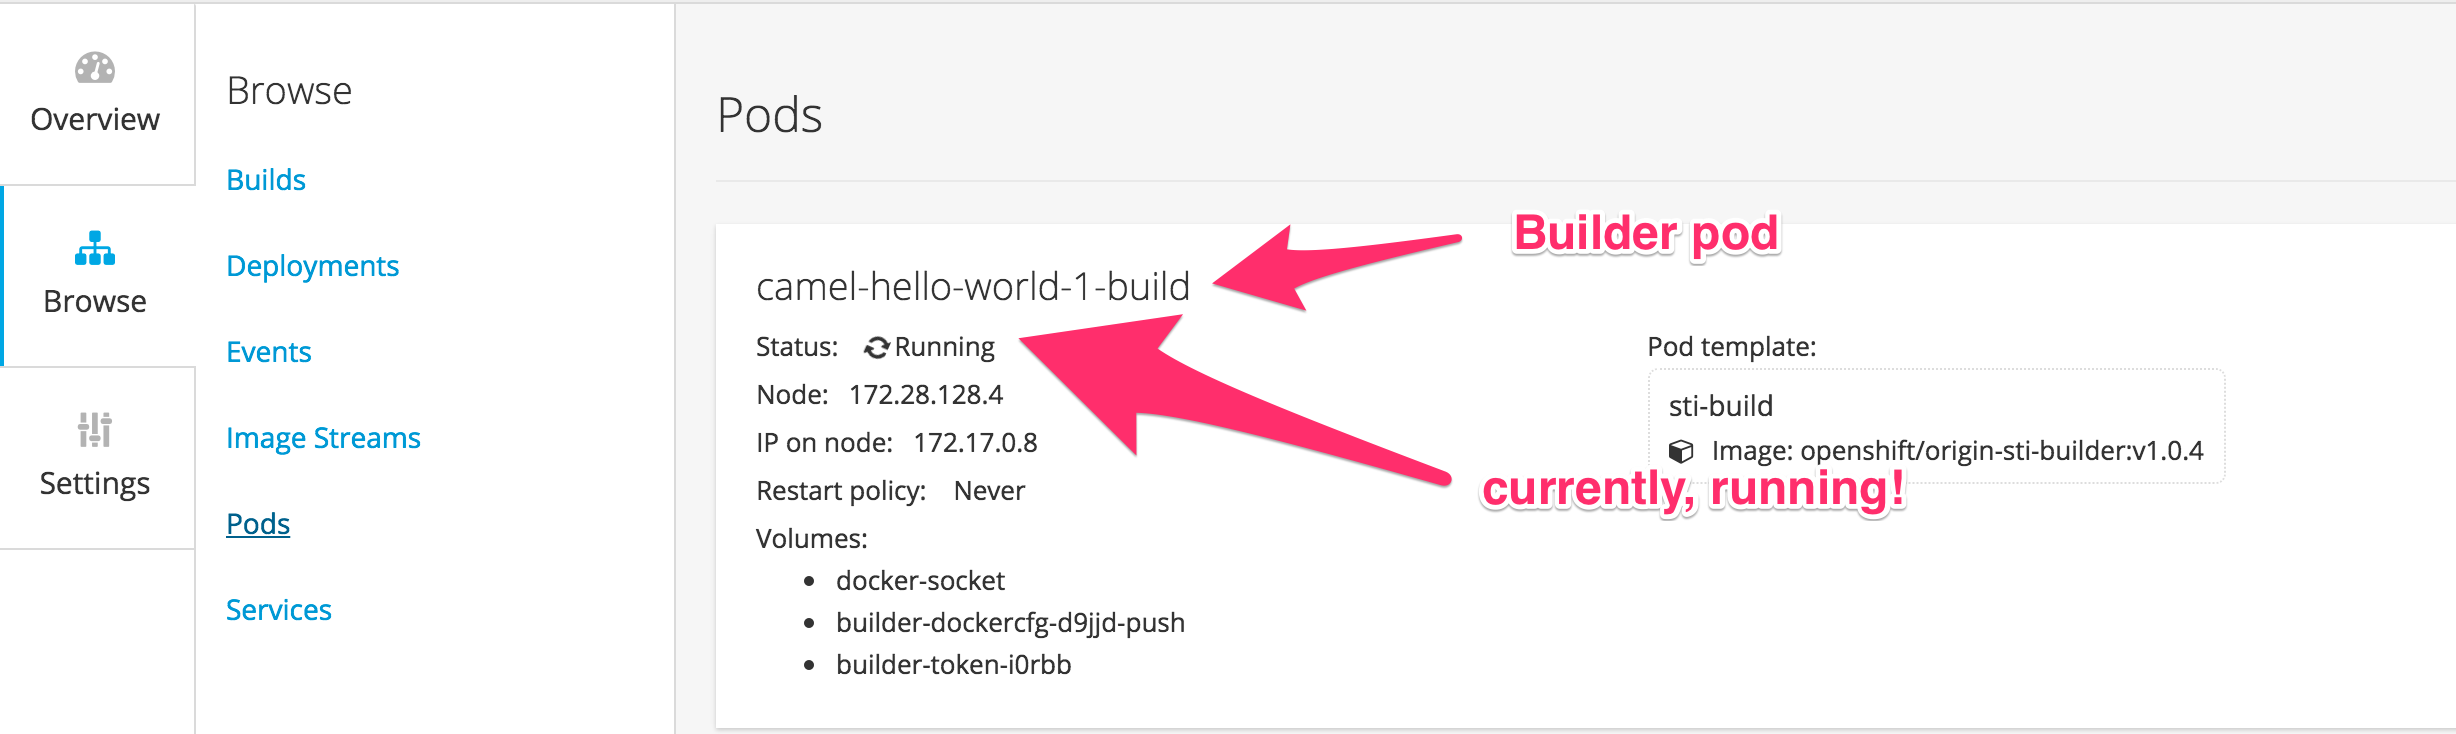 Overview
Browse
Settings
Browse
Builds
Deployments
Events
Image Streams
Pods
Services
Pods
Builder pod
camel-hello-world-1-build
Status: Running
Node: 172.28.128.4
IP on node: 172.17.0.8
Restart policy: Never
Volumes:
docker-socket
builder-dockercfg-d9jjd-push
builder-token-i0rbb
Pod template:
sti-build
Image: openshift/origin-sti-builder:v1.0.4
currently, running!